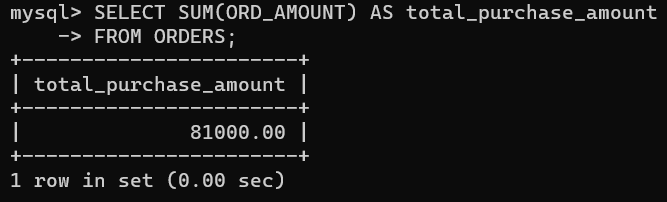 mysql> SELECT SUM(ORD_AMOUNT) AS total_purchase_amount
    -> FROM ORDERS;
+-----------------------+
| total_purchase_amount |
+-----------------------+
|              81000.00 |
+-----------------------+
1 row in set (0.00 sec)